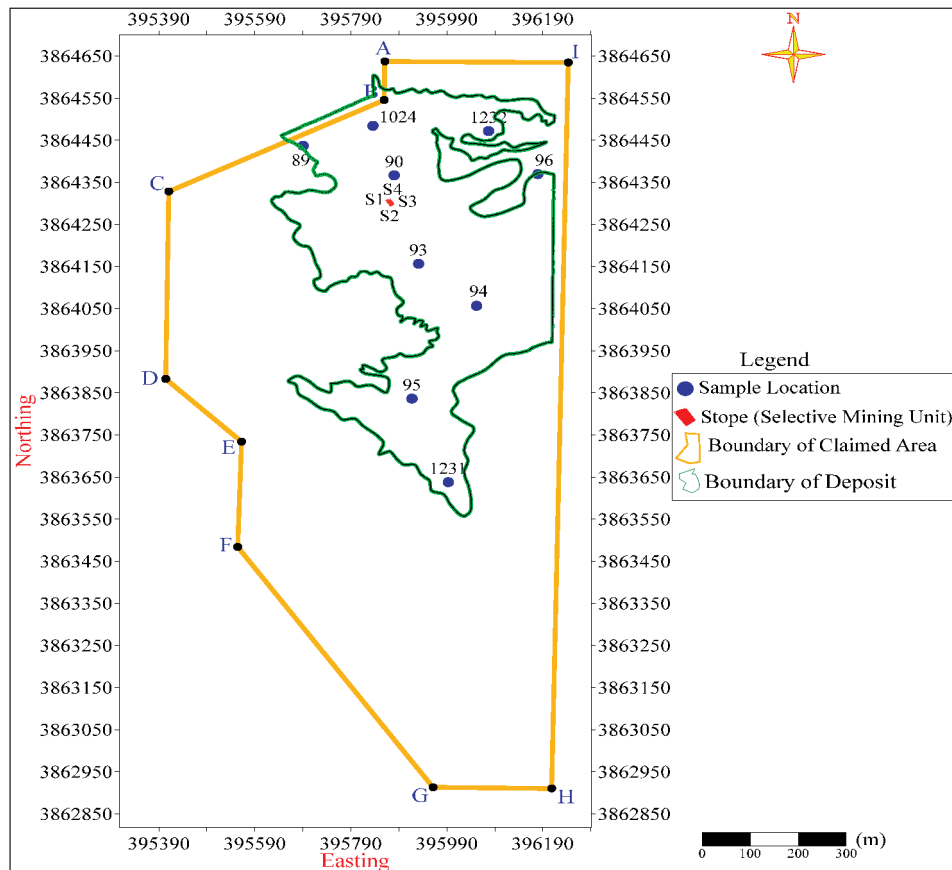 395390 395590 395790 395990 396190
N
A
I
3864650 3864650
B
3864550 3864550
1024
1232
3864450 3864450
89
90
96
C
3864350 3864350
S4
S1 S3
S2
3864250 3864250
93
3864150 3864150
94
3864050 3864050
3863950 3863950
Legend
D
95
3863850 3863850
Sample Location
Stope (Selective Mining Unit)
E
3863750 3863750
Boundary of Claimed Area
Northing
1231
3863650 3863650
Boundary of Deposit
F
3863550 3863550
3863450 3863450
3863350 3863350
3863250 3863250
3863150 3863150
3863050 3863050
3862950 3862950
G
H
3862850 3862850
395390 395590 395790 395990 396190
Easting
(m)
0 100 200 300